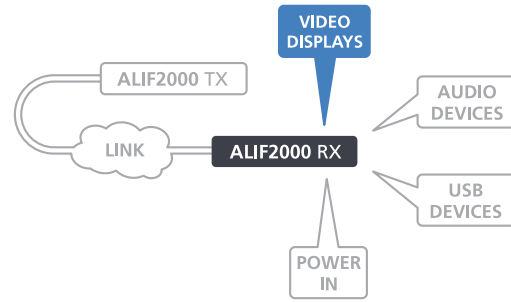 VIDEO
DISPLAYS
ALIF2000 TX
AUDIO
DEVICES
LINK
ALIF2000 RX
USB
DEVICES
POWER
IN